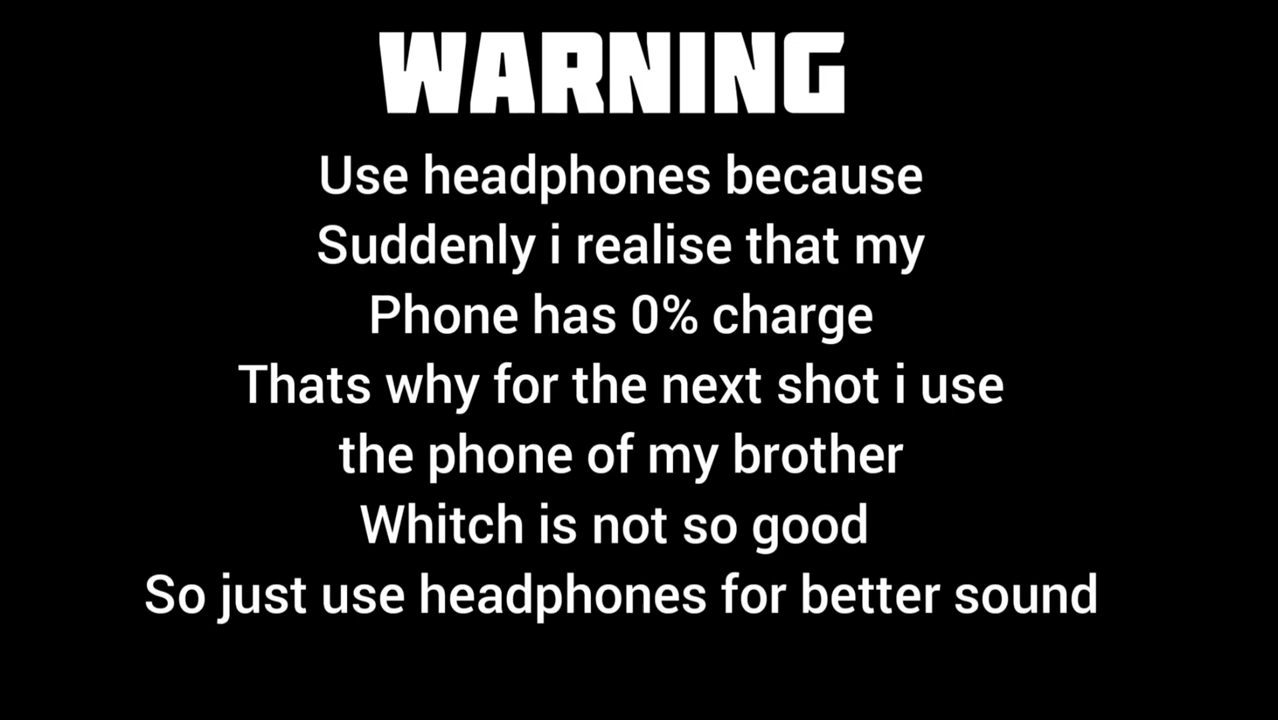 WARNING
Use headphones because
Suddenly i realise that my
Phone has 0% charge
Thats why for the next shot i use
the phone of my brother
Whitch is not so good
So just use headphones for better sound